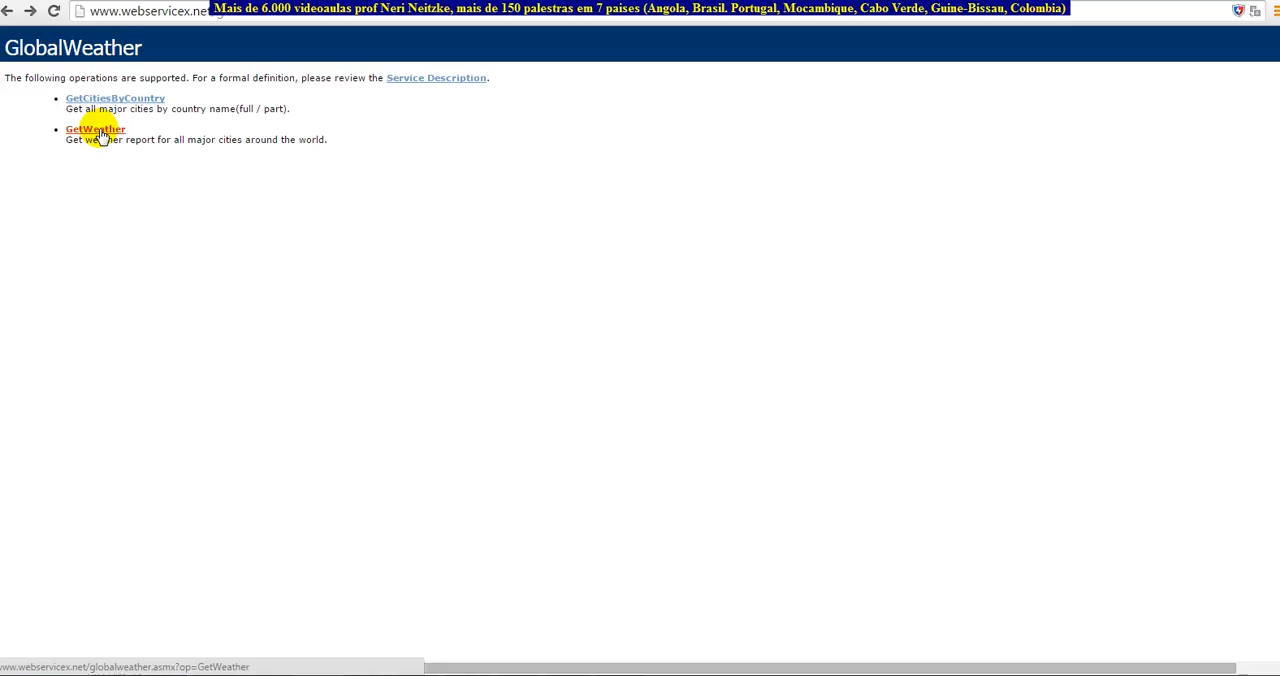 www.webservicex.net
Mais de 6.000 videoaulas prof Neri Neitzke, mais de 150 palestras em 7 paises (Angola, Brasil. Portugal, Mocambique, Cabo Verde, Guine-Bissau, Colombia)
GlobalWeather
The following operations are supported. For a formal definition, please review the Service Description.
• GetCitiesByCountry
Get all major cities by country name(full / part).
• GetWeather
Get weather report for all major cities around the world.
www.webservicex.net/globalweather.asmx?op=GetWeather